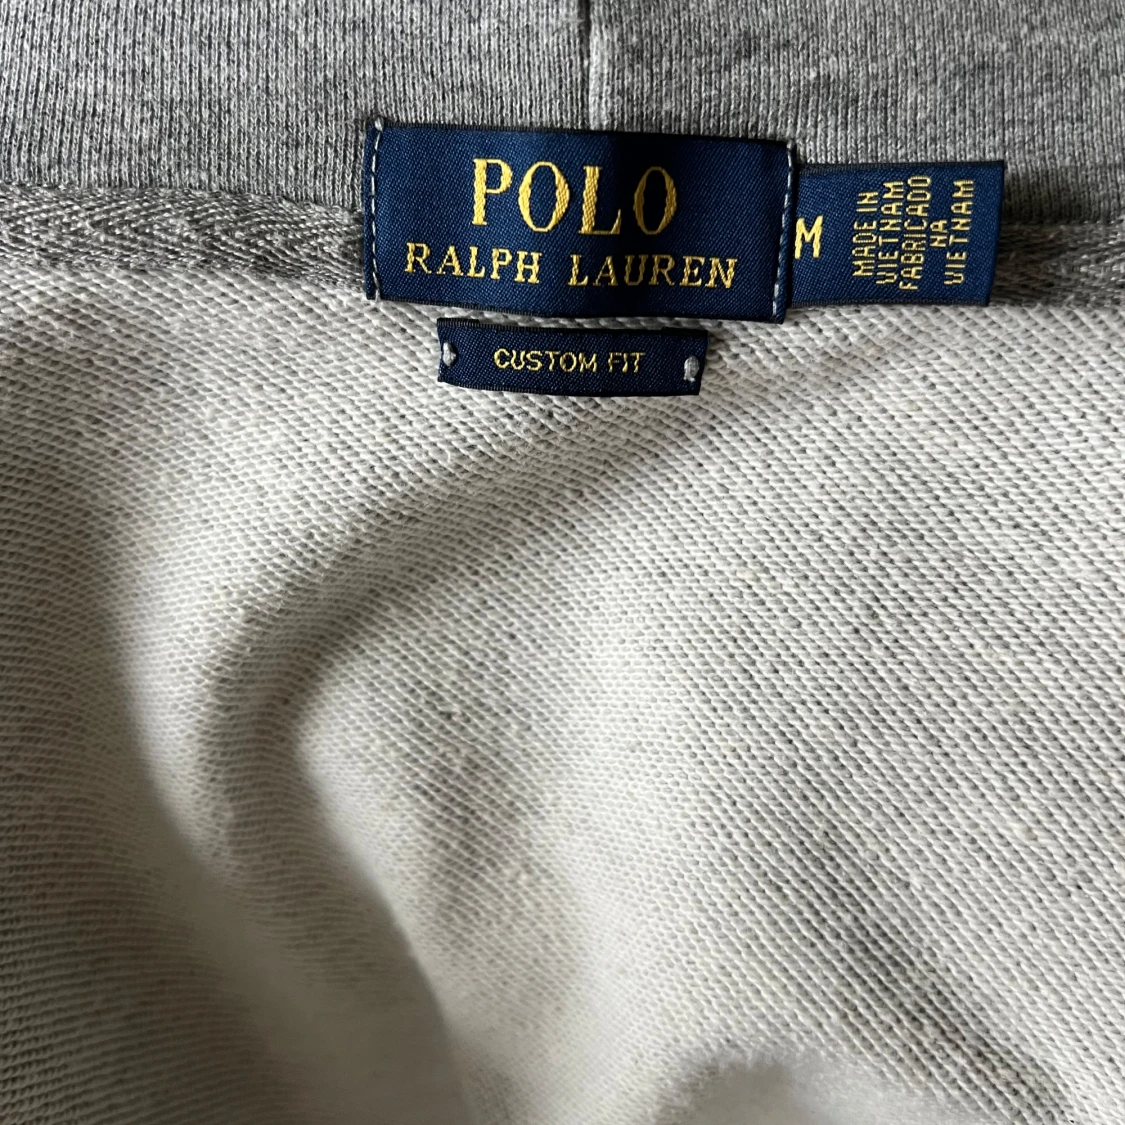 POLO
RALPH LAUREN
CUSTOM FIT
M
MADE IN
VIETNAM
FABRICADO
NA
VIETNAM